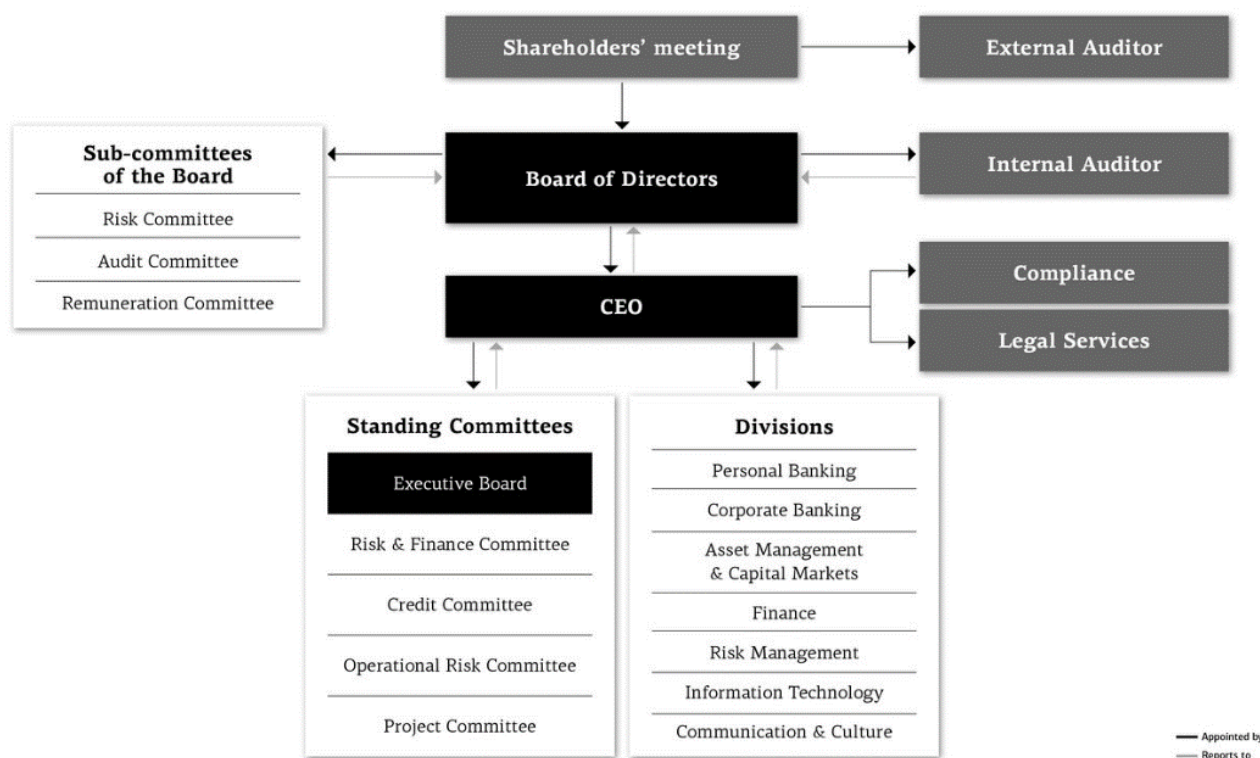 Shareholders’ meeting
External Auditor
Sub-committees
of the Board
Risk Committee
Audit Committee
Remuneration Committee
Board of Directors
Internal Auditor
CEO
Compliance
Legal Services
Standing Committees
Executive Board
Risk & Finance Committee
Credit Committee
Operational Risk Committee
Project Committee
Divisions
Personal Banking
Corporate Banking
Asset Management
& Capital Markets
Finance
Risk Management
Information Technology
Communication & Culture
Appointed by
Reports to